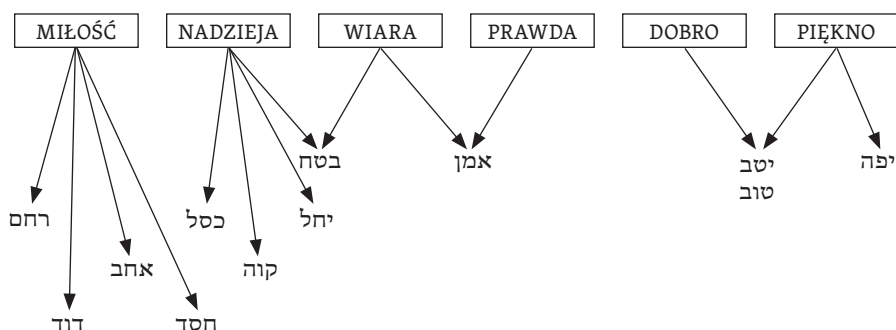 MIŁOŚĆ NADZIEJA WIARA PRAWDA DOBRO PIĘKNO
בטח אמן יטב יפה
טוב
רחם כסל יחל
אחב קוה
דוד חסד